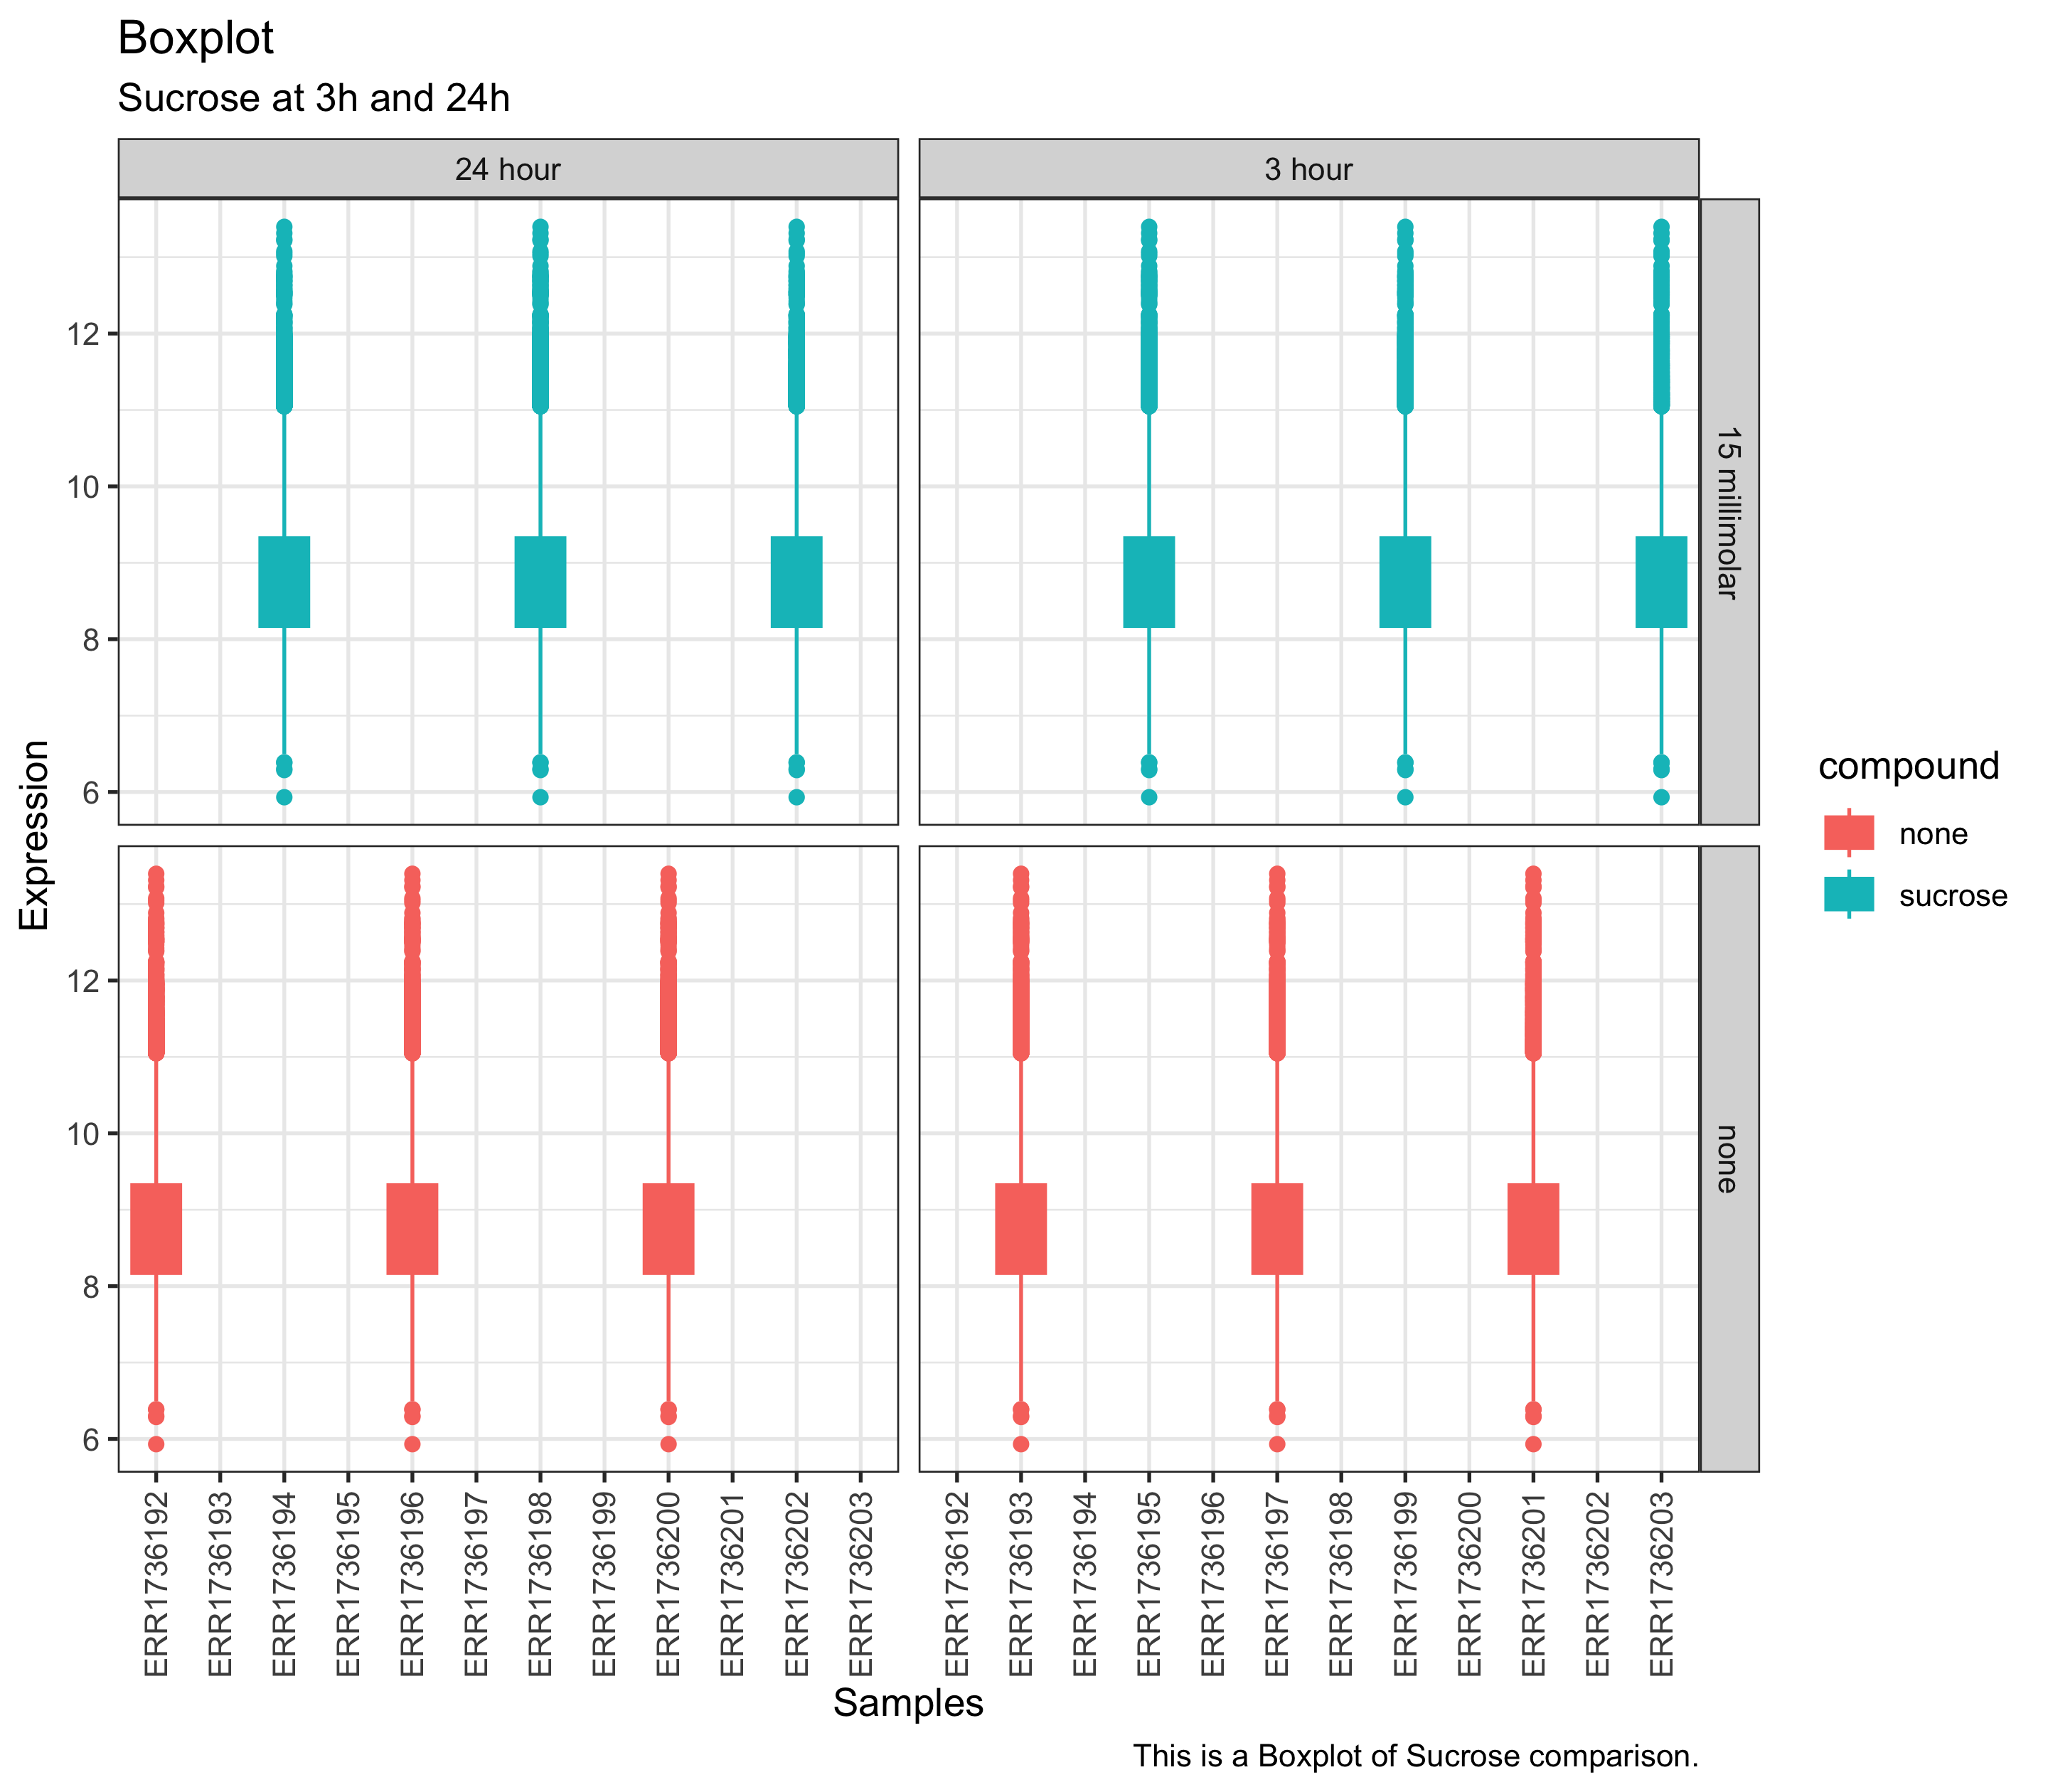 Boxplot
Sucrose at 3h and 24h
24 hour
3 hour
12
10
8
6
15 millimolar
12
10
8
6
none
Expression
ERR1736192
ERR1736193
ERR1736194
ERR1736195
ERR1736196
ERR1736197
ERR1736198
ERR1736199
ERR1736200
ERR1736201
ERR1736202
ERR1736203
ERR1736192
ERR1736193
ERR1736194
ERR1736195
ERR1736196
ERR1736197
ERR1736198
ERR1736199
ERR1736200
ERR1736201
ERR1736202
ERR1736203
Samples
compound
none
sucrose
This is a Boxplot of Sucrose comparison.